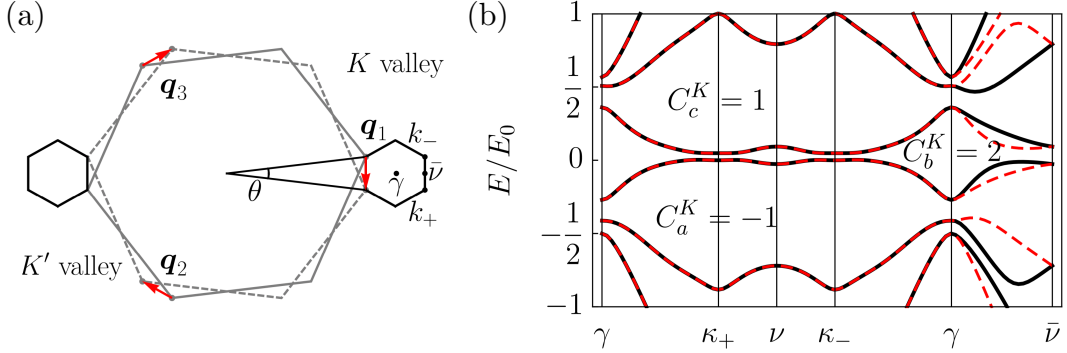 (a)
K valley
q₃
q₁
k₋
ν̄
γ
k₊
θ
K′ valley
q₂
(b)
E/E₀
1
1/2
0
-1/2
-1
C_c^K = 1
C_b^K = 2
C_a^K = −1
γ κ₊ ν κ₋ γ ν̄